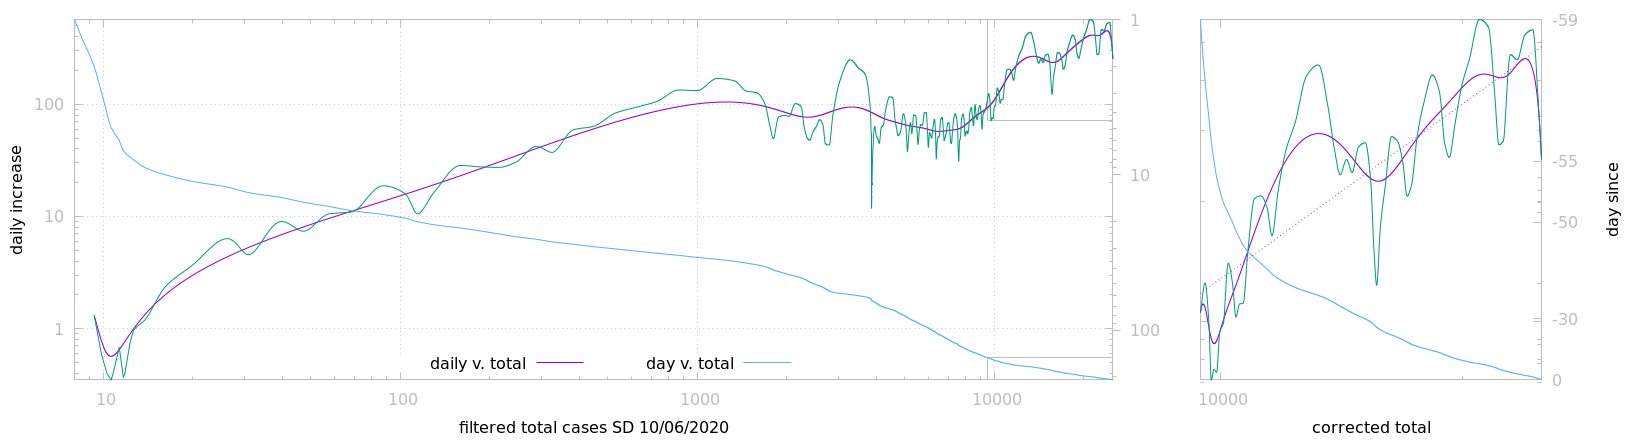 daily increase
100
10
1
10
100
1000
10000
filtered total cases SD 10/06/2020
daily v. total
day v. total
1
10
100
10000
corrected total
-59
-55
-50
-30
0
day since